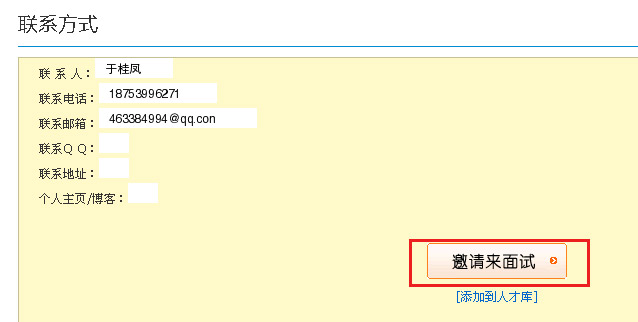 联系方式
联 系 人： 于桂凤
联系电话： 18753996271
联系邮箱： 463384994@qq.con
联系Q Q：
联系地址：
个人主页/博客：
邀请来面试
[添加到人才库]